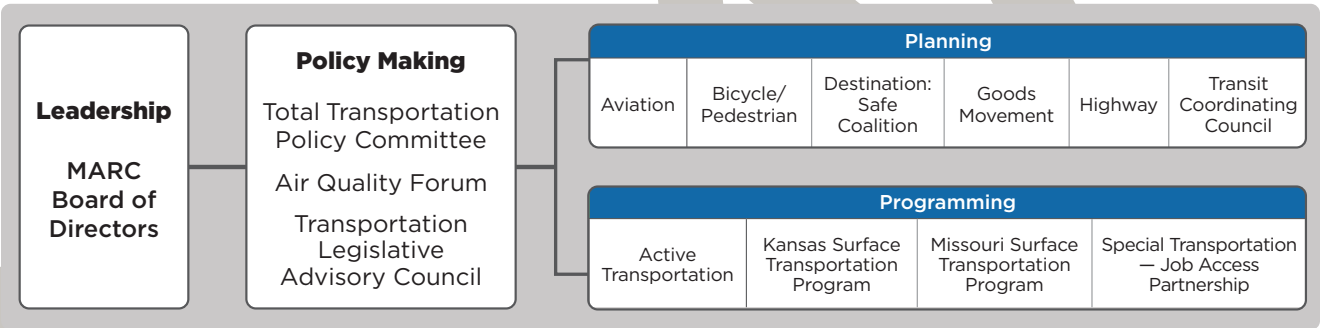 Leadership
MARC
Board of
Directors
Policy Making
Total Transportation
Policy Committee
Air Quality Forum
Transportation
Legislative
Advisory Council
Planning
Aviation
Bicycle/
Pedestrian
Destination:
Safe
Coalition
Goods
Movement
Highway
Transit
Coordinating
Council
Programming
Active
Transportation
Kansas Surface
Transportation
Program
Missouri Surface
Transportation
Program
Special Transportation
— Job Access
Partnership